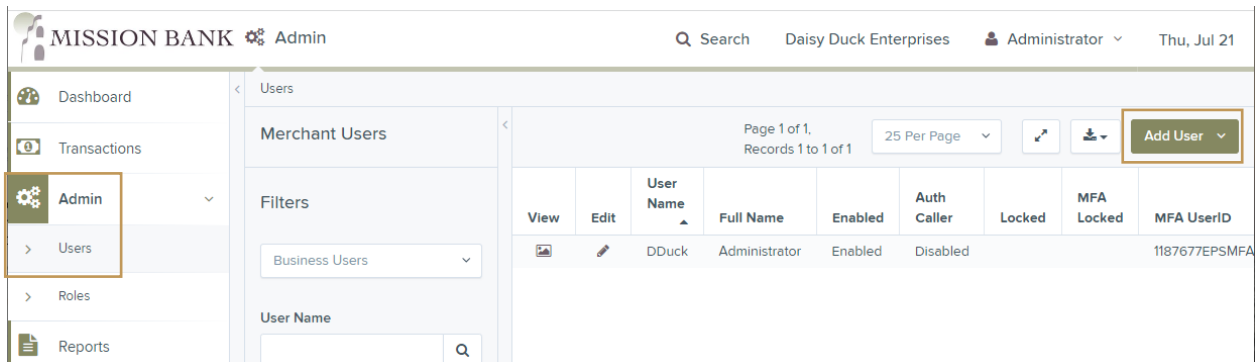 MISSION BANK
Admin
Search
Daisy Duck Enterprises
Administrator
Thu, Jul 21
Dashboard
Transactions
Admin
Users
Roles
Reports
Users
Merchant Users
Filters
Business Users
User Name
Page 1 of 1,
Records 1 to 1 of 1
25 Per Page
Add User
View Edit User Name Full Name Enabled Auth Caller Locked MFA Locked MFA UserID
DDuck Administrator Enabled Disabled 1187677EPSMFA